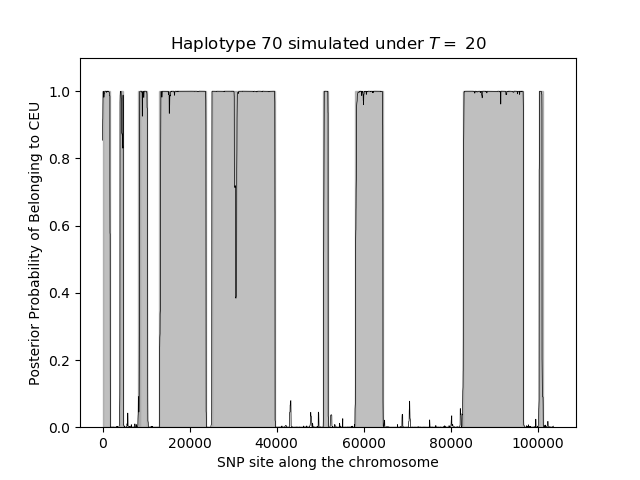 Haplotype 70 simulated under T = 20
1.0
0.8
0.6
0.4
0.2
0.0
Posterior Probability of Belonging to CEU
0 20000 40000 60000 80000 100000
SNP site along the chromosome